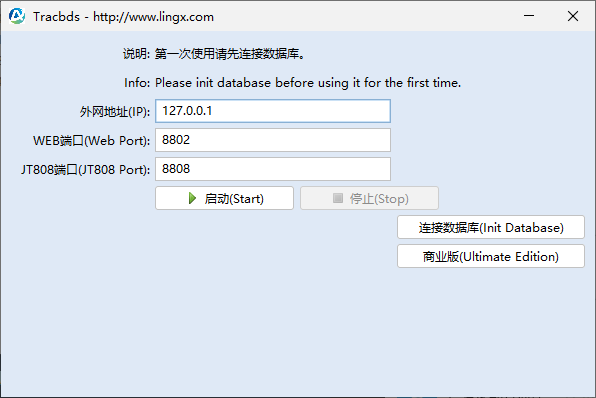 Tracbds - http://www.lingx.com
说明: 第一次使用请先连接数据库。
Info: Please init database before using it for the first time.
外网地址(IP): 127.0.0.1
WEB端口(Web Port): 8802
JT808端口(JT808 Port): 8808
启动(Start) 停止(Stop)
连接数据库(Init Database)
商业版(Ultimate Edition)